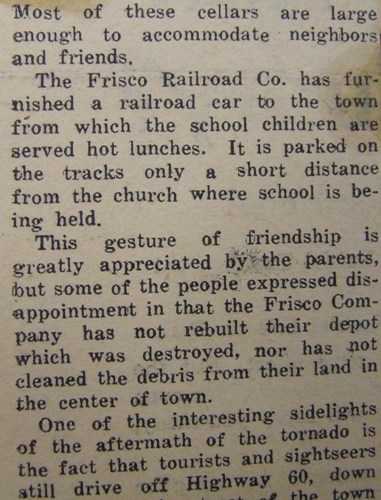 Most of these cellars are large
enough to accommodate neighbors
and friends.
The Frisco Railroad Co. has fur-
nished a railroad car to the town
from which the school children are
served hot lunches. It is parked on
the tracks only a short distance
from the church where school is be-
ing held.
This gesture of friendship is
greatly appreciated by the parents,
but some of the people expressed dis-
appointment in that the Frisco Com-
pany has not rebuilt their depot
which was destroyed, nor has not
cleaned the debris from their land in
the center of town.
One of the interesting sidelights
of the aftermath of the tornado is
the fact that tourists and sightseers
still drive off Highway 60, down
of the town